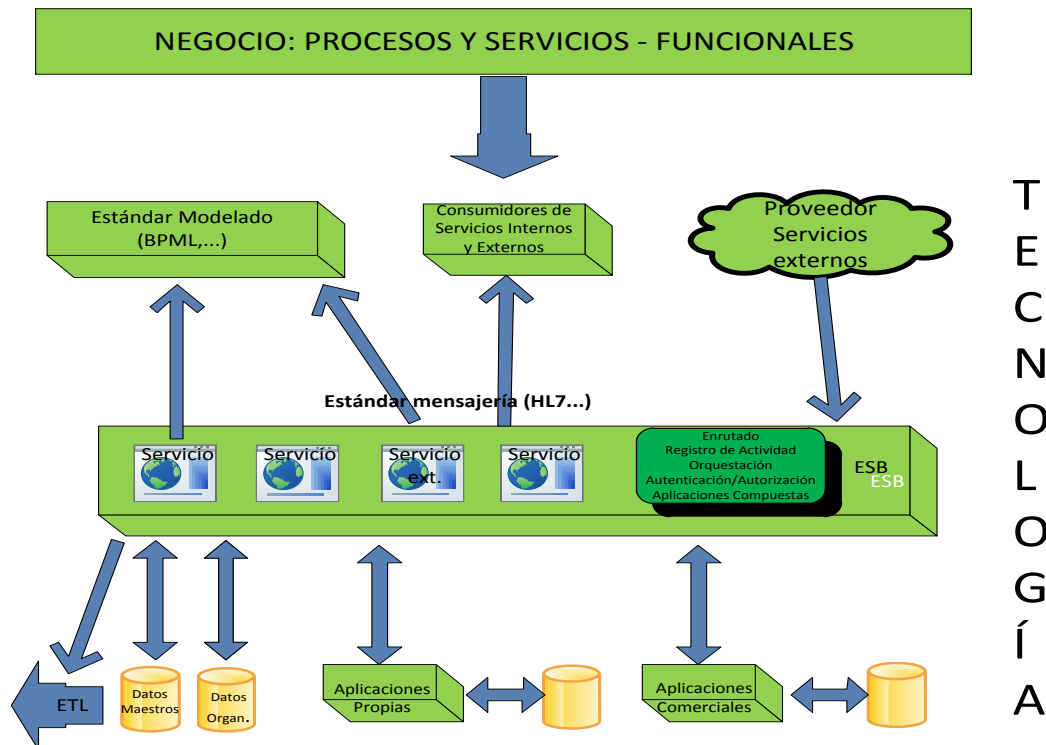 NEGOCIO: PROCESOS Y SERVICIOS - FUNCIONALES
Estándar Modelado
(BPML,...)
Consumidores de
Servicios Internos
y Externos
Proveedor
Servicios
externos
T
E
C
N
O
L
O
G
Í
A
Estándar mensajería (HL7...)
Servicio
Servicio
Servicio
ext.
Servicio
Enrutado
Registro de Actividad
Orquestación
Autenticación/Autorización
Aplicaciones Compuestas
ESB
ESB
ETL
Datos
Maestros
Datos
Organ.
Aplicaciones
Propias
Aplicaciones
Comerciales